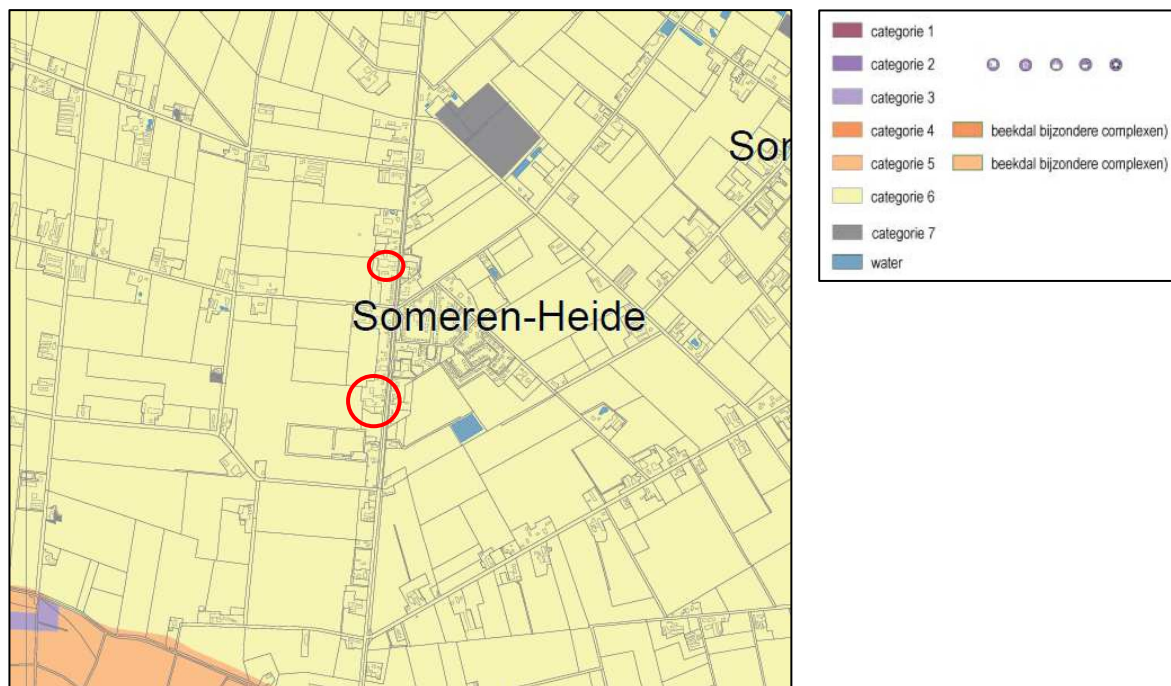 Sor
Someren-Heide
categorie 1
categorie 2
categorie 3
categorie 4
beekdal bijzondere complexen)
categorie 5
beekdal bijzondere complexen)
categorie 6
categorie 7
water